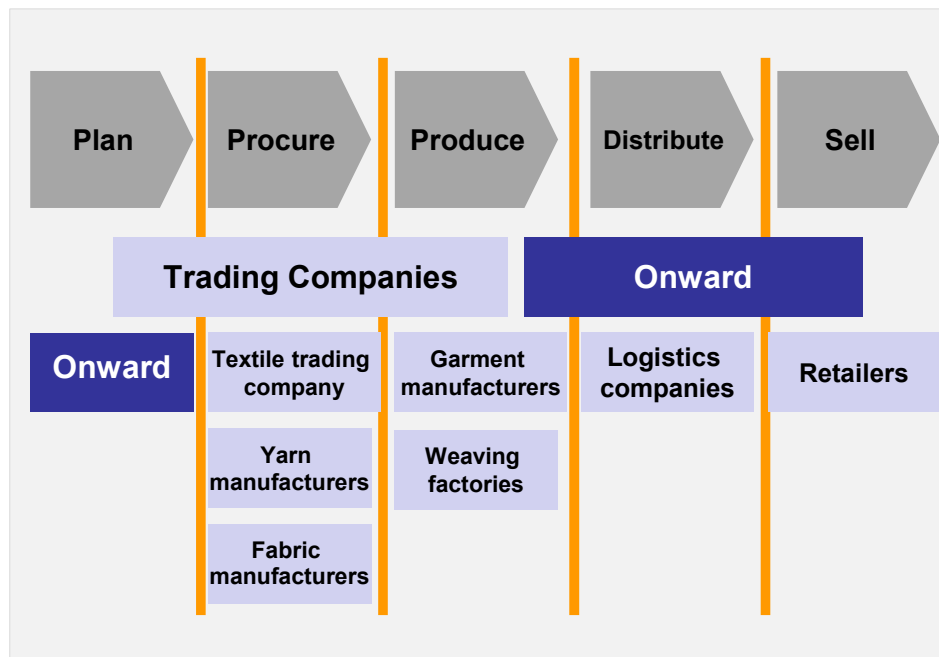 Plan
Procure
Produce
Distribute
Sell
Trading Companies
Onward
Onward
Textile trading
company
Garment
manufacturers
Logistics
companies
Retailers
Yarn
manufacturers
Weaving
factories
Fabric
manufacturers